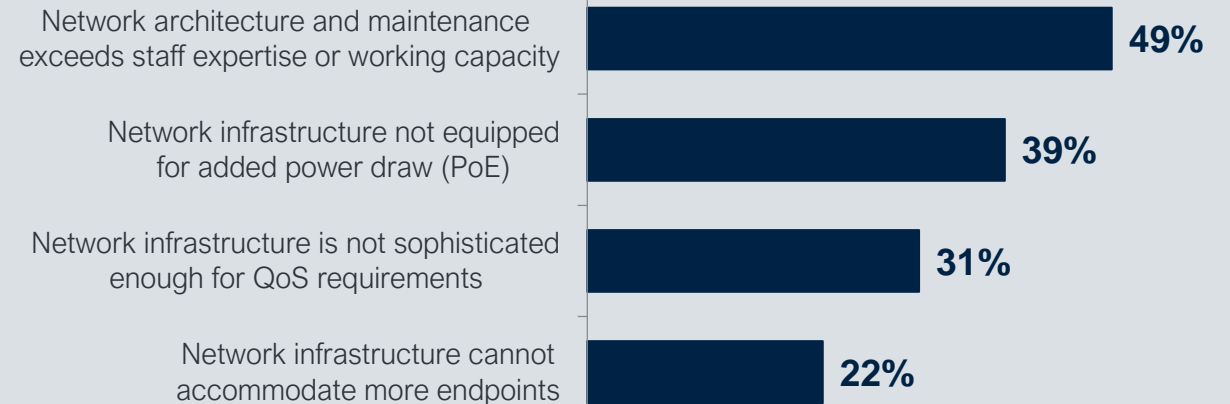 Network architecture and maintenance
exceeds staff expertise or working capacity
49%
Network infrastructure not equipped
for added power draw (PoE)
39%
Network infrastructure is not sophisticated
enough for QoS requirements
31%
Network infrastructure cannot
accommodate more endpoints
22%